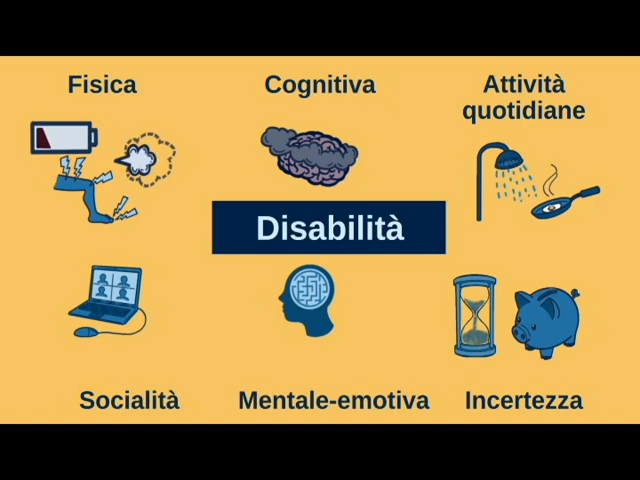 Fisica
Cognitiva
Attività
quotidiane
Disabilità
Socialità
Mentale-emotiva
Incertezza